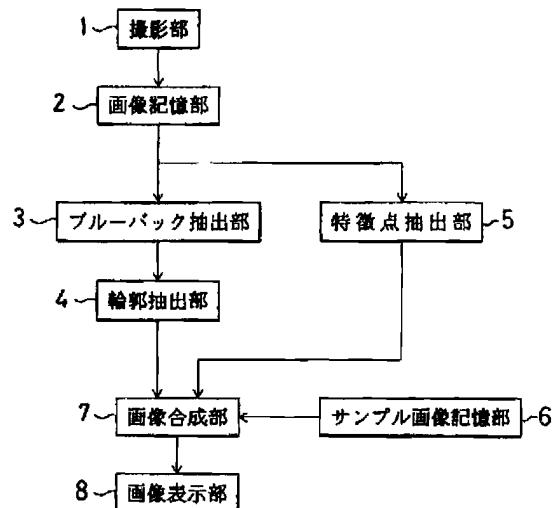 1 撮影部
2 画像記憶部
3 ブルーバック抽出部
特徴点抽出部 5
4 輪郭抽出部
7 画像合成部
サンプル画像記憶部 6
8 画像表示部